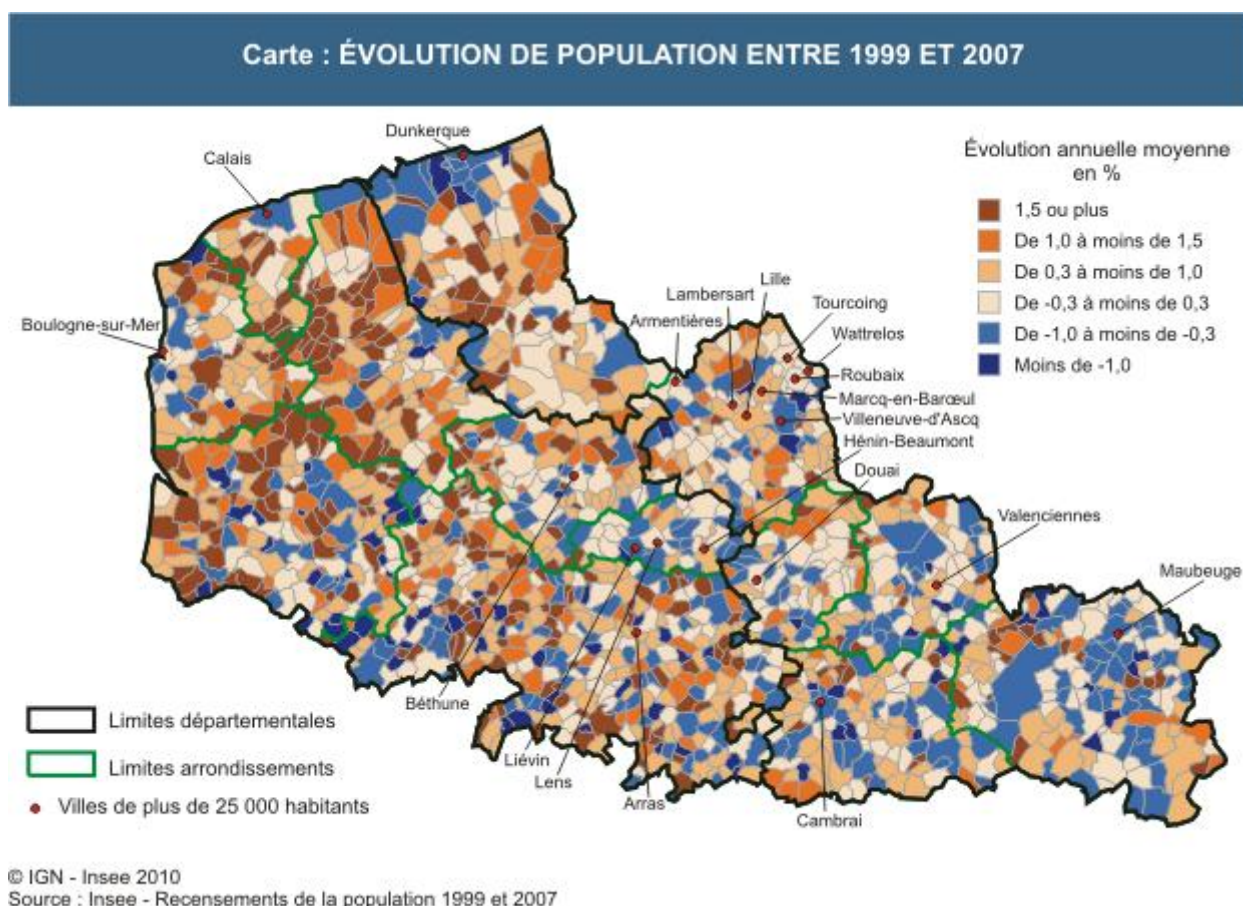 Carte : ÉVOLUTION DE POPULATION ENTRE 1999 ET 2007
Dunkerque
Calais
Évolution annuelle moyenne
en %
1,5 ou plus
De 1,0 à moins de 1,5
De 0,3 à moins de 1,0
De -0,3 à moins de 0,3
De -1,0 à moins de -0,3
Moins de -1,0
Lille
Lambersart
Tourcoing
Armentières
Wattrelos
Boulogne-sur-Mer
Roubaix
Marcq-en-Barœul
Villeneuve-d'Ascq
Hénin-Beaumont
Douai
Valenciennes
Maubeuge
Béthune
Liévin
Lens
Arras
Cambrai
Limites départementales
Limites arrondissements
Villes de plus de 25 000 habitants
© IGN - Insee 2010
Source : Insee - Recensements de la population 1999 et 2007